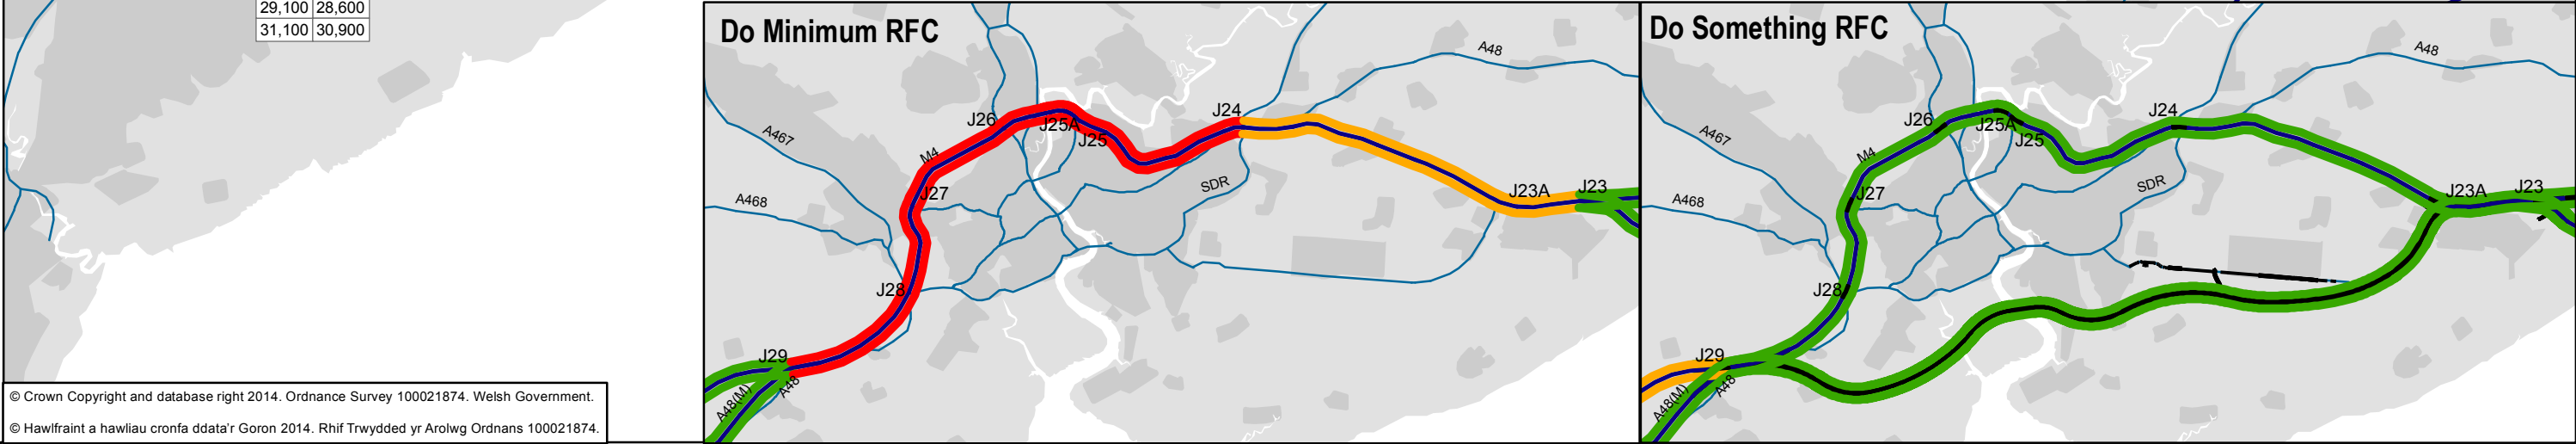 29,100 28,600
31,100 30,900
© Crown Copyright and database right 2014. Ordnance Survey 100021874. Welsh Government.
© Hawlfraint a hawliau cronfa ddata'r Goron 2014. Rhif Trwydded yr Arolwg Ordnans 100021874.
Do Minimum RFC
A48
J24
J26
J25A
J25
A467
M4
J27
SDR
J23A
J23
A468
J28
J29
A48(M)
A48
Do Something RFC
A48
J24
J26
J25A
J25
A467
M4
J27
SDR
J23A
J23
A468
J28
J29
A48(M)
A48